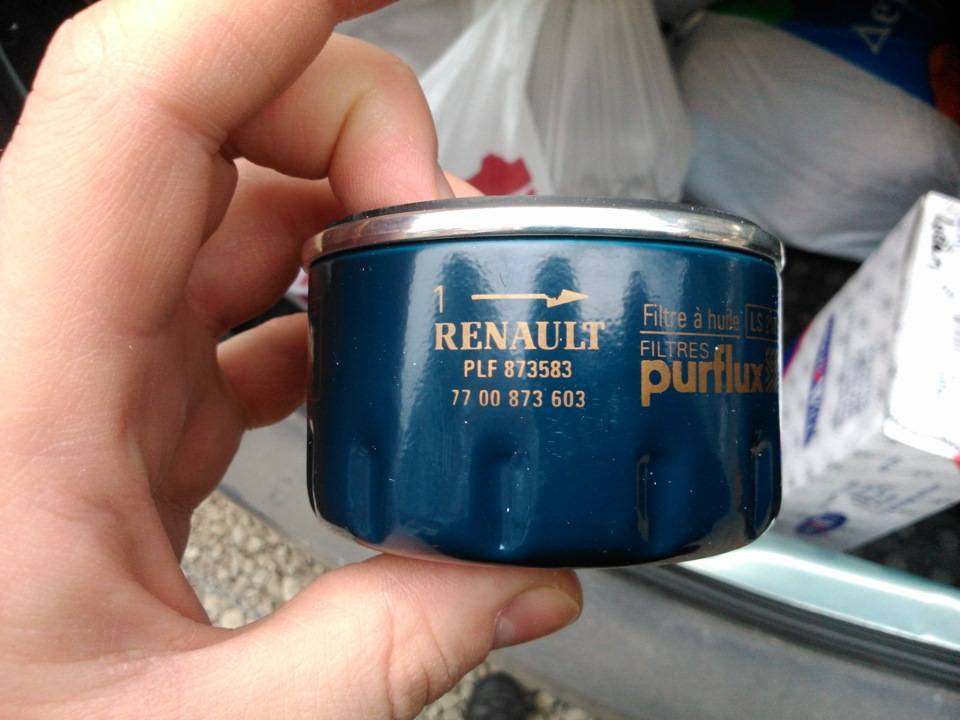 1
RENAULT
PLF 873583
77 00 873 603
Filtre à huile
FILTRES
purflux